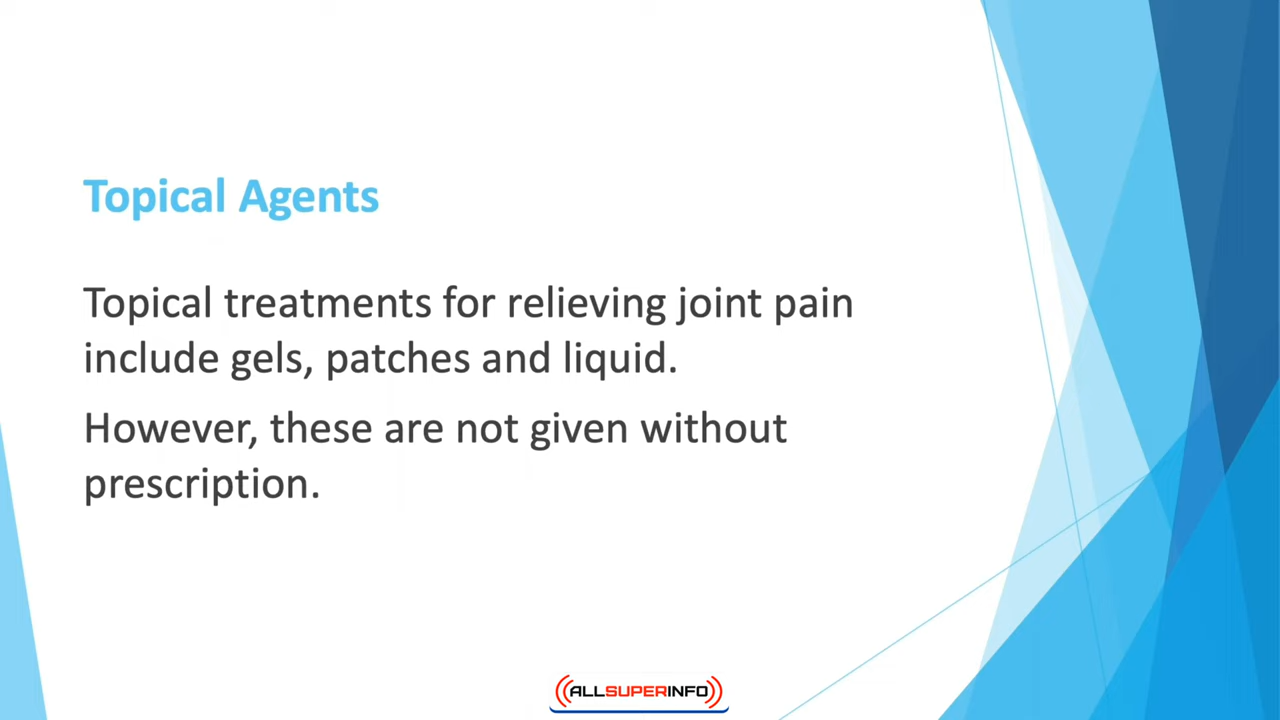 Topical Agents
Topical treatments for relieving joint pain
include gels, patches and liquid.
However, these are not given without
prescription.
ALLSUPERINFO